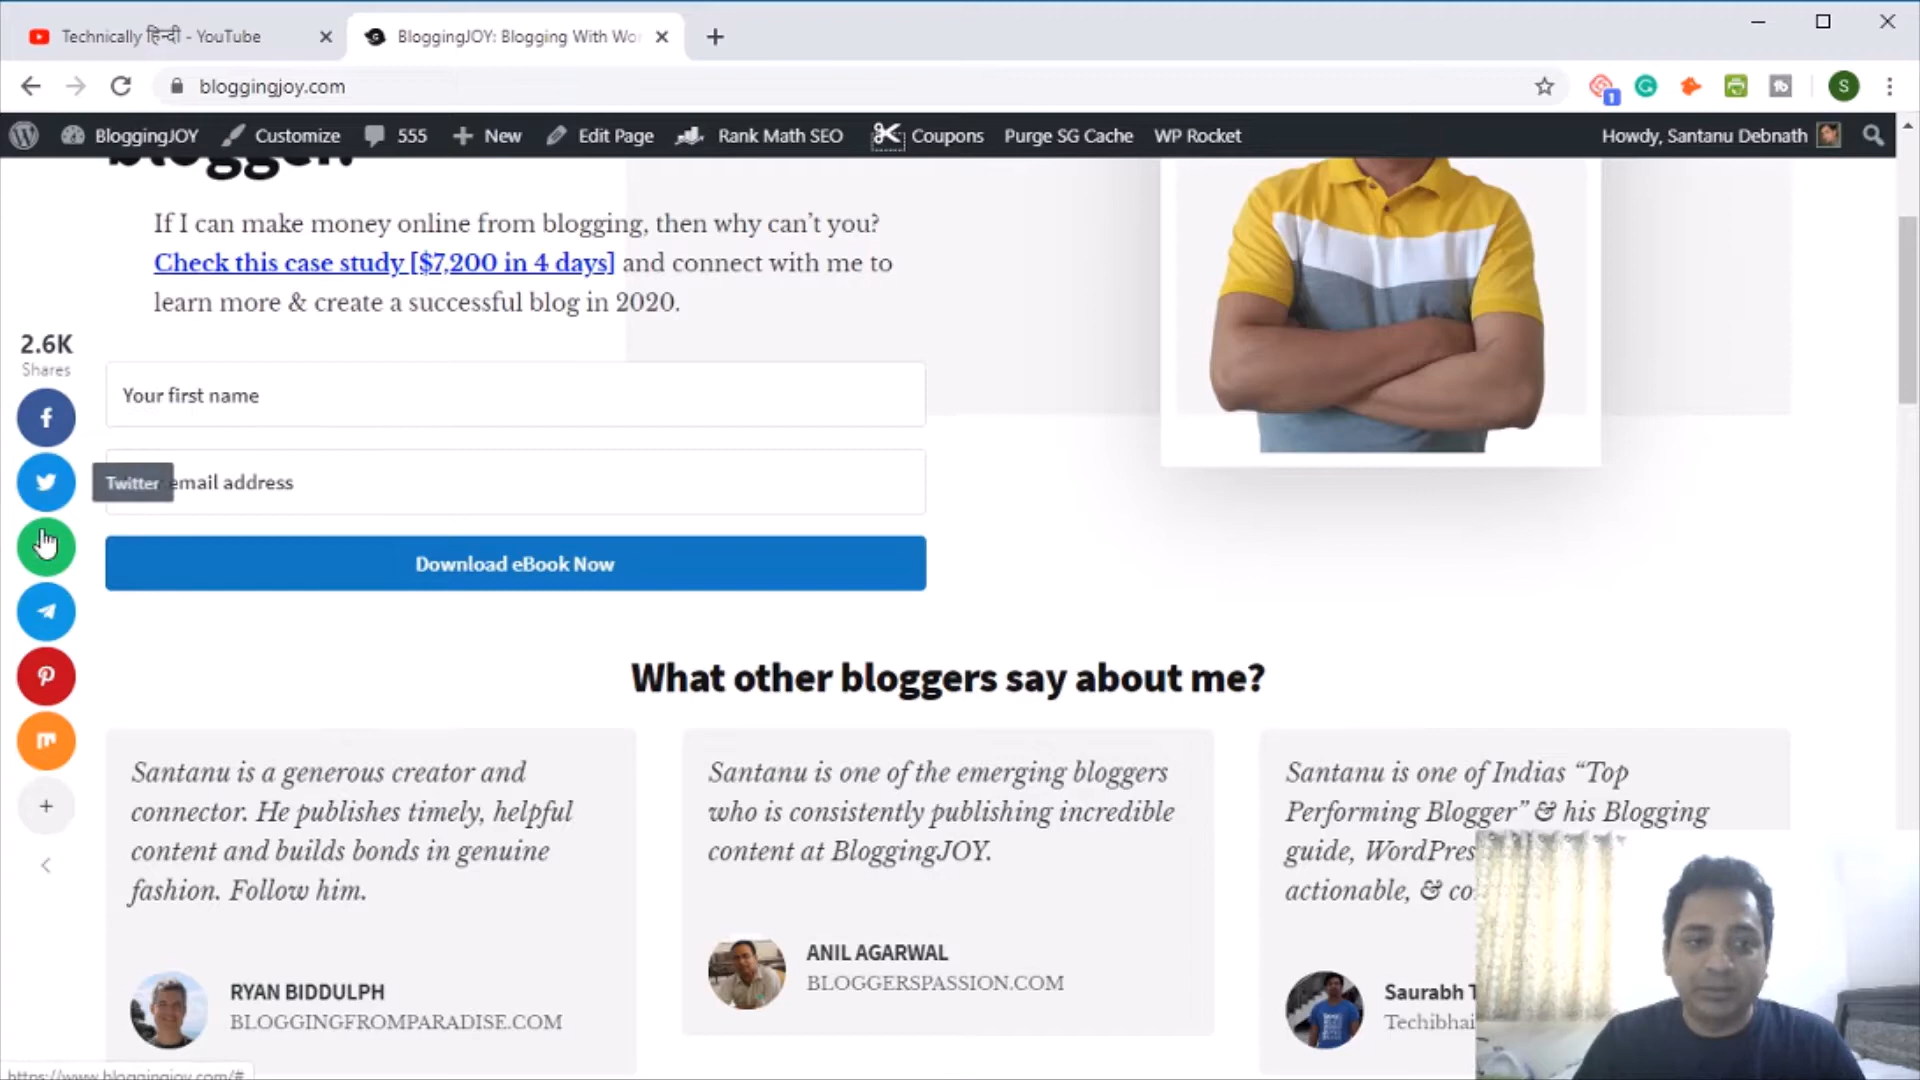 Technically हिन्दी - YouTube
BloggingJOY: Blogging With Wo
bloggingjoy.com
1
S
BloggingJOY
Customize
555
New
Edit Page
Rank Math SEO
Coupons
Purge SG Cache
WP Rocket
Howdy, Santanu Debnath
blogger.
If I can make money online from blogging, then why can’t you?
Check this case study [$7,200 in 4 days] and connect with me to
learn more & create a successful blog in 2020.
2.6K
Shares
Your first name
Twitter
email address
Download eBook Now
What other bloggers say about me?
Santanu is a generous creator and
connector. He publishes timely, helpful
content and builds bonds in genuine
fashion. Follow him.
RYAN BIDDULPH
BLOGGINGFROMPARADISE.COM
Santanu is one of the emerging bloggers
who is consistently publishing incredible
content at BloggingJOY.
ANIL AGARWAL
BLOGGERSPASSION.COM
Santanu is one of Indias “Top
Performing Blogger” & his Blogging
guide, WordPres
actionable, & co
Saurabh T
Techibhai
https://www.bloggingjoy.com/#